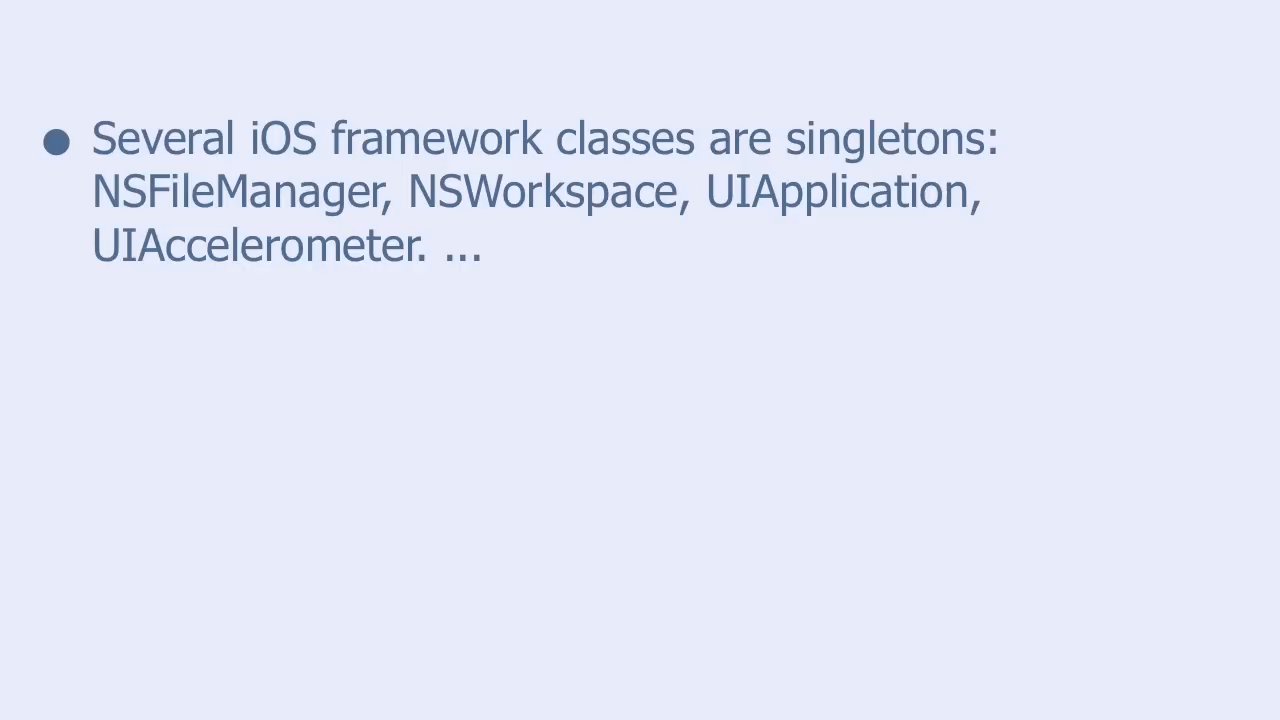 ● Several iOS framework classes are singletons:
NSFileManager, NSWorkspace, UIApplication,
UIAccelerometer. ...